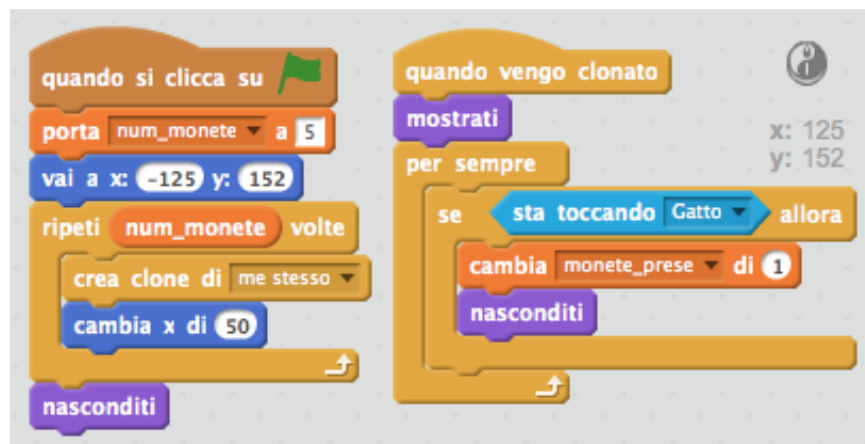 quando si clicca su
porta num_monete a 5
vai a x: -125 y: 152
ripeti num_monete volte
crea clone di me stesso
cambia x di 50
nasconditi
quando vengo clonato
mostrati
per sempre
se sta toccando Gatto allora
cambia monete_prese di 1
nasconditi
x: 125
y: 152